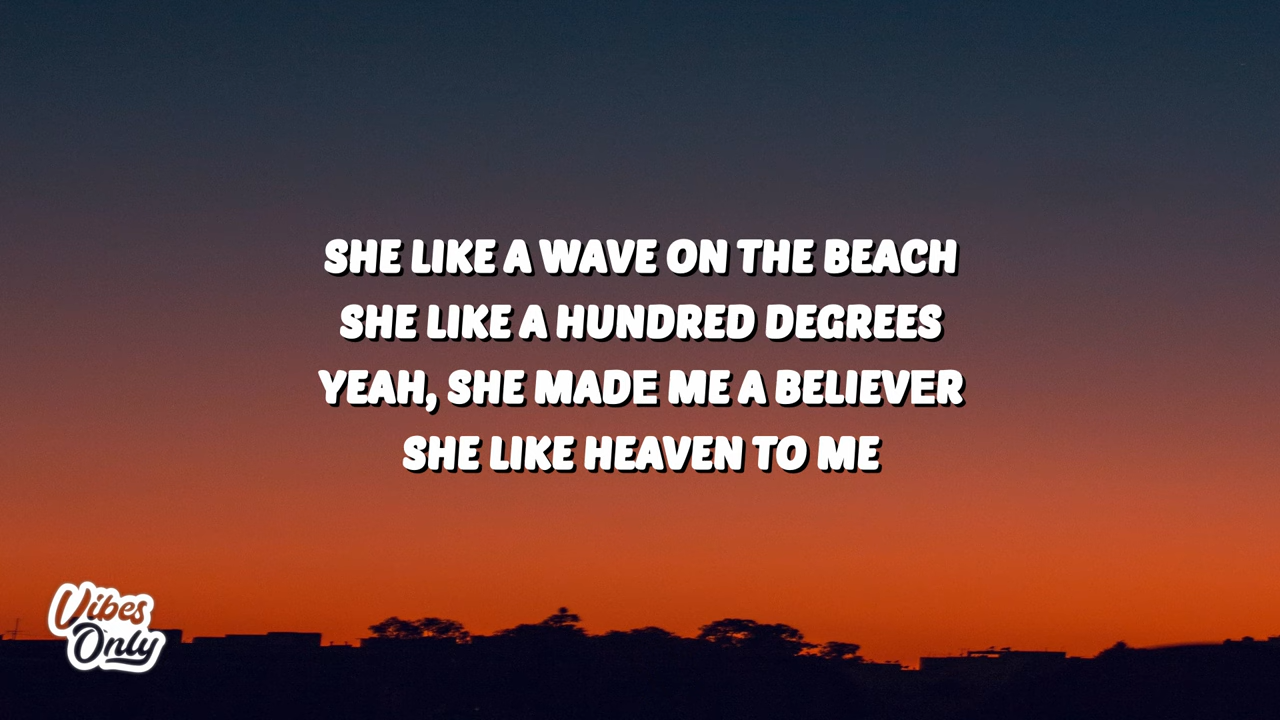 SHE LIKE A WAVE ON THE BEACH
SHE LIKE A HUNDRED DEGREES
YEAH, SHE MADE ME A BELIEVER
SHE LIKE HEAVEN TO ME
Vibes
Only